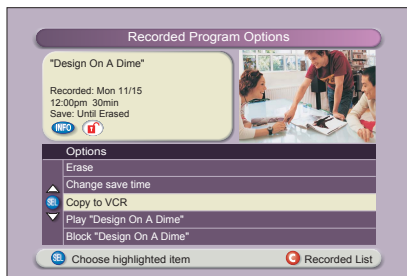 Recorded Program Options
"Design On A Dime"
Recorded: Mon 11/15
12:00pm 30min
Save: Until Erased
INFO
Options
Erase
Change save time
SEL Copy to VCR
Play "Design On A Dime"
Block "Design On A Dime"
SEL Choose highlighted item
C Recorded List